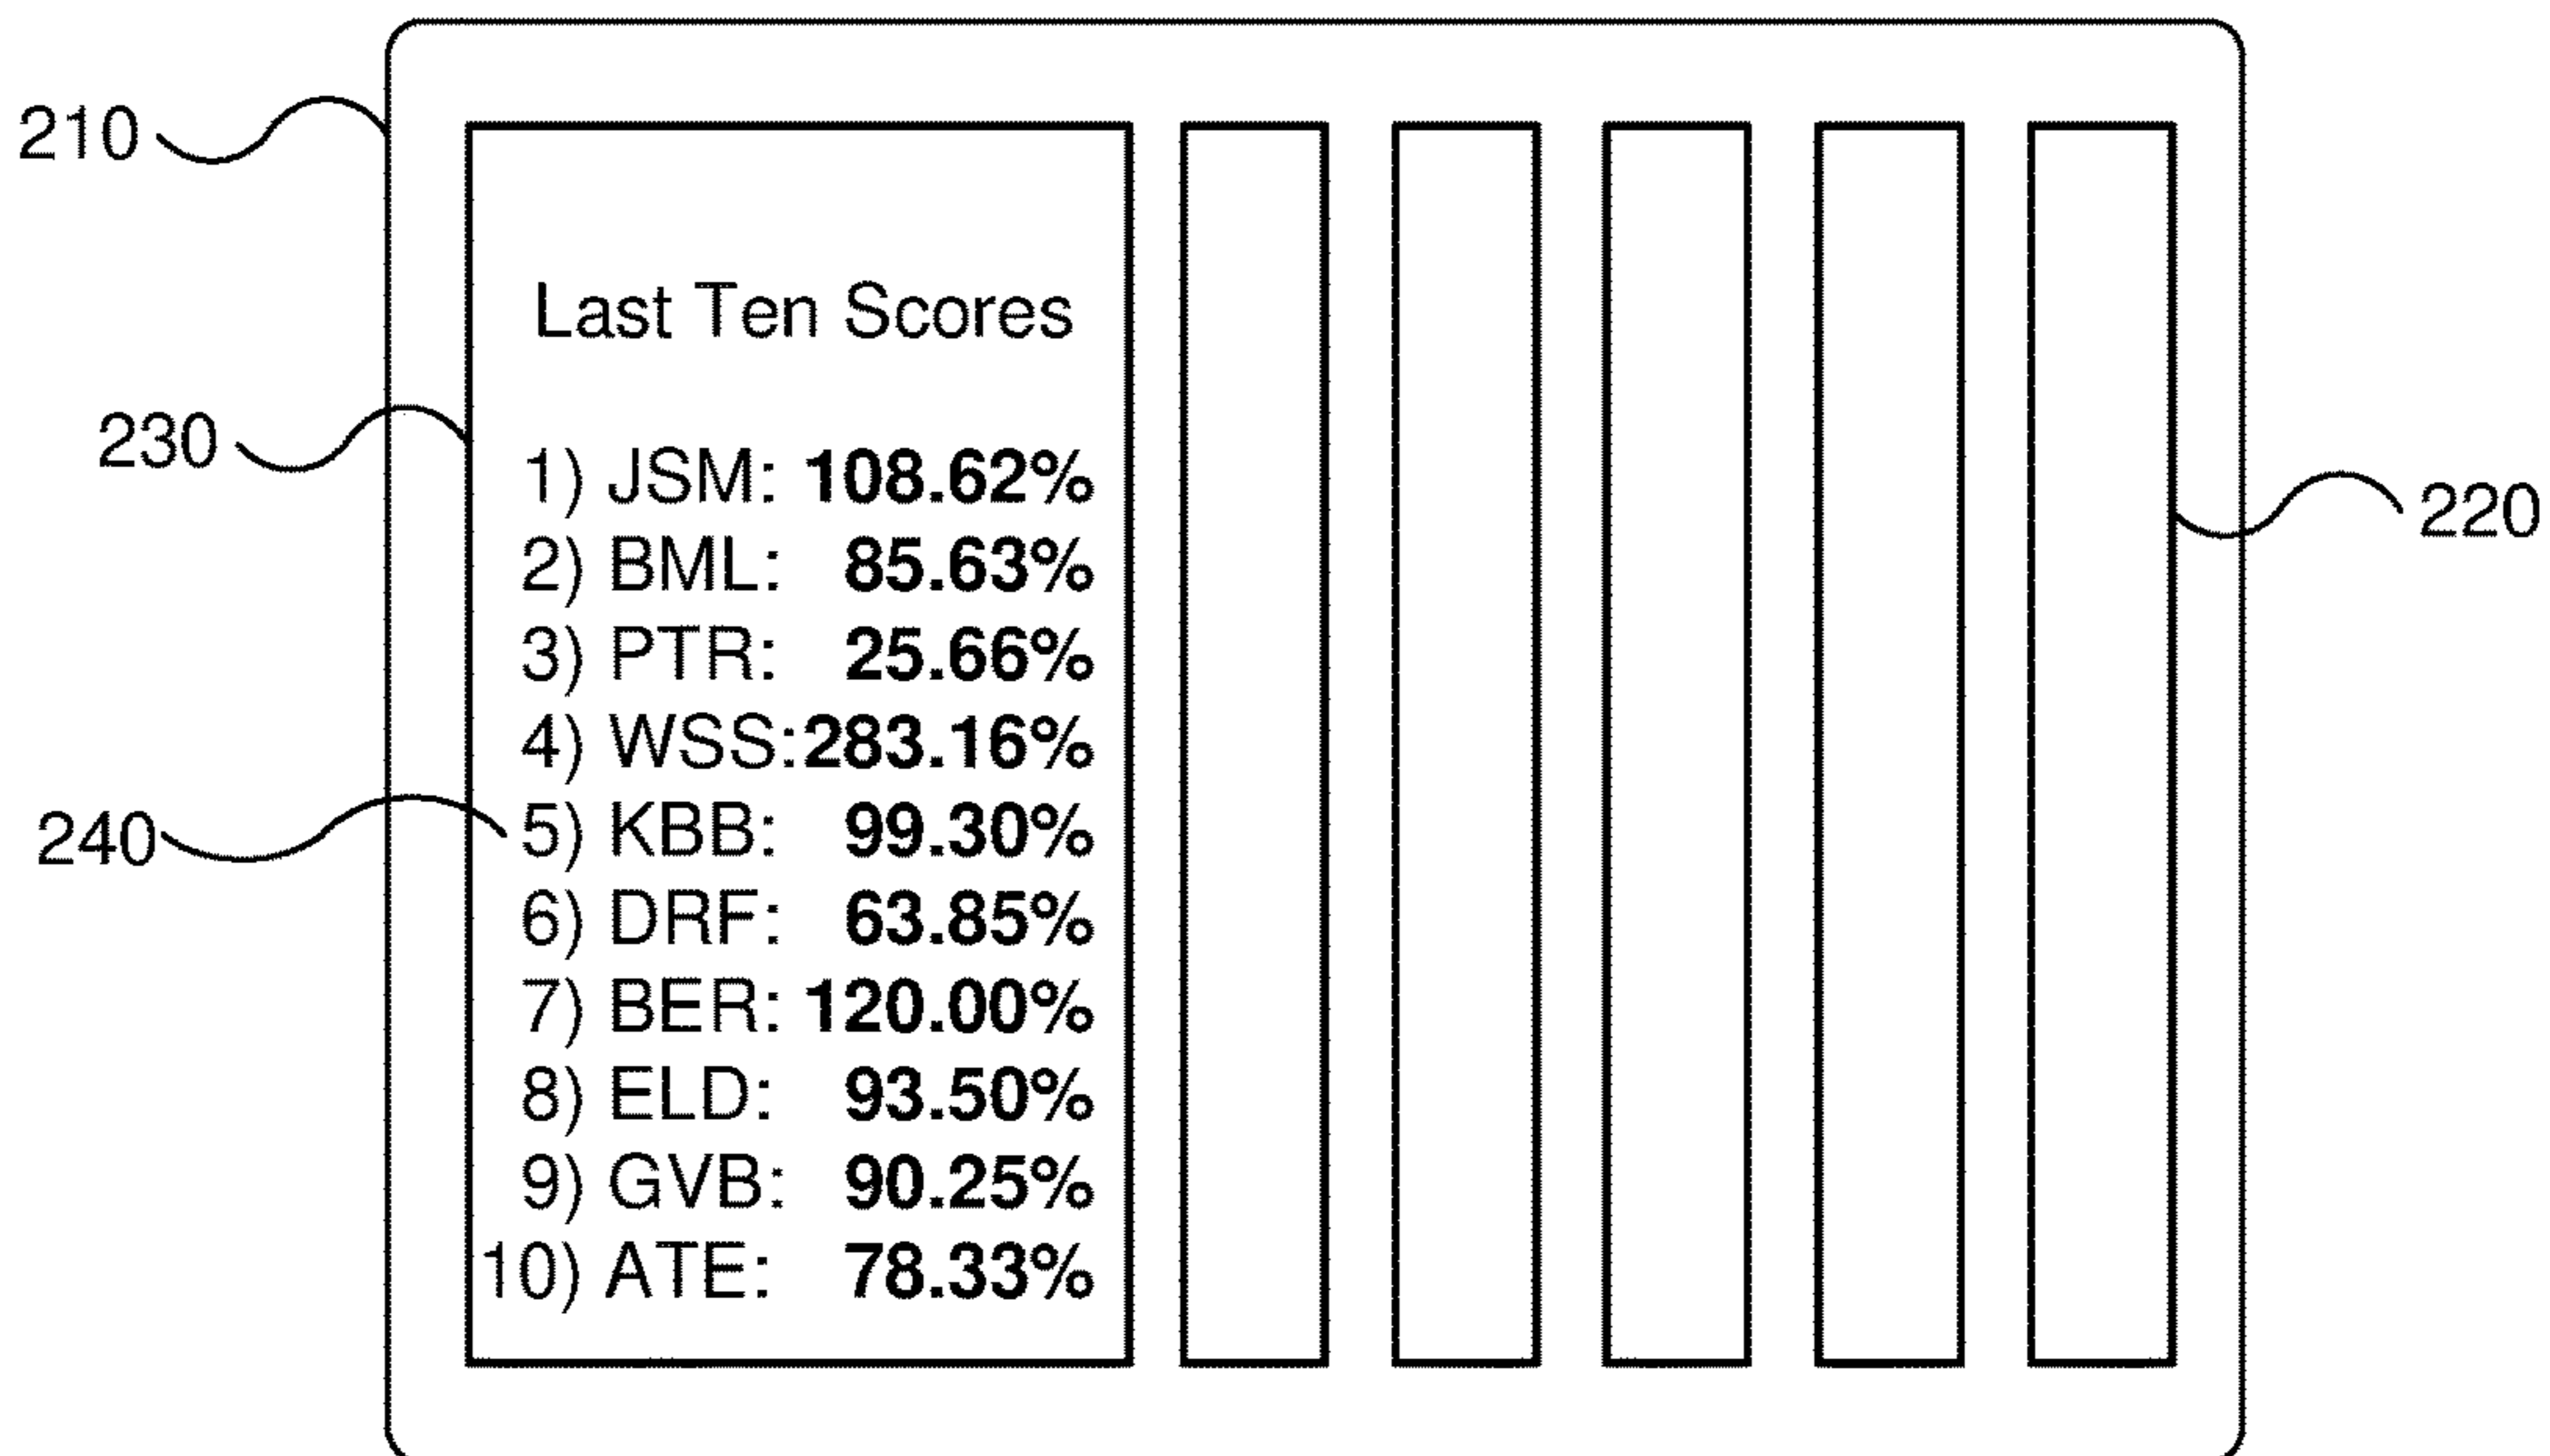 210
Last Ten Scores
230
1) JSM: 108.62%
220
2) BML: 85.63%
3) PTR: 25.66%
4) WSS:283.16%
240
5) KBB: 99.30%
6) DRF: 63.85%
7) BER: 120.00%
8) ELD: 93.50%
9) GVB: 90.25%
10) ATE: 78.33%